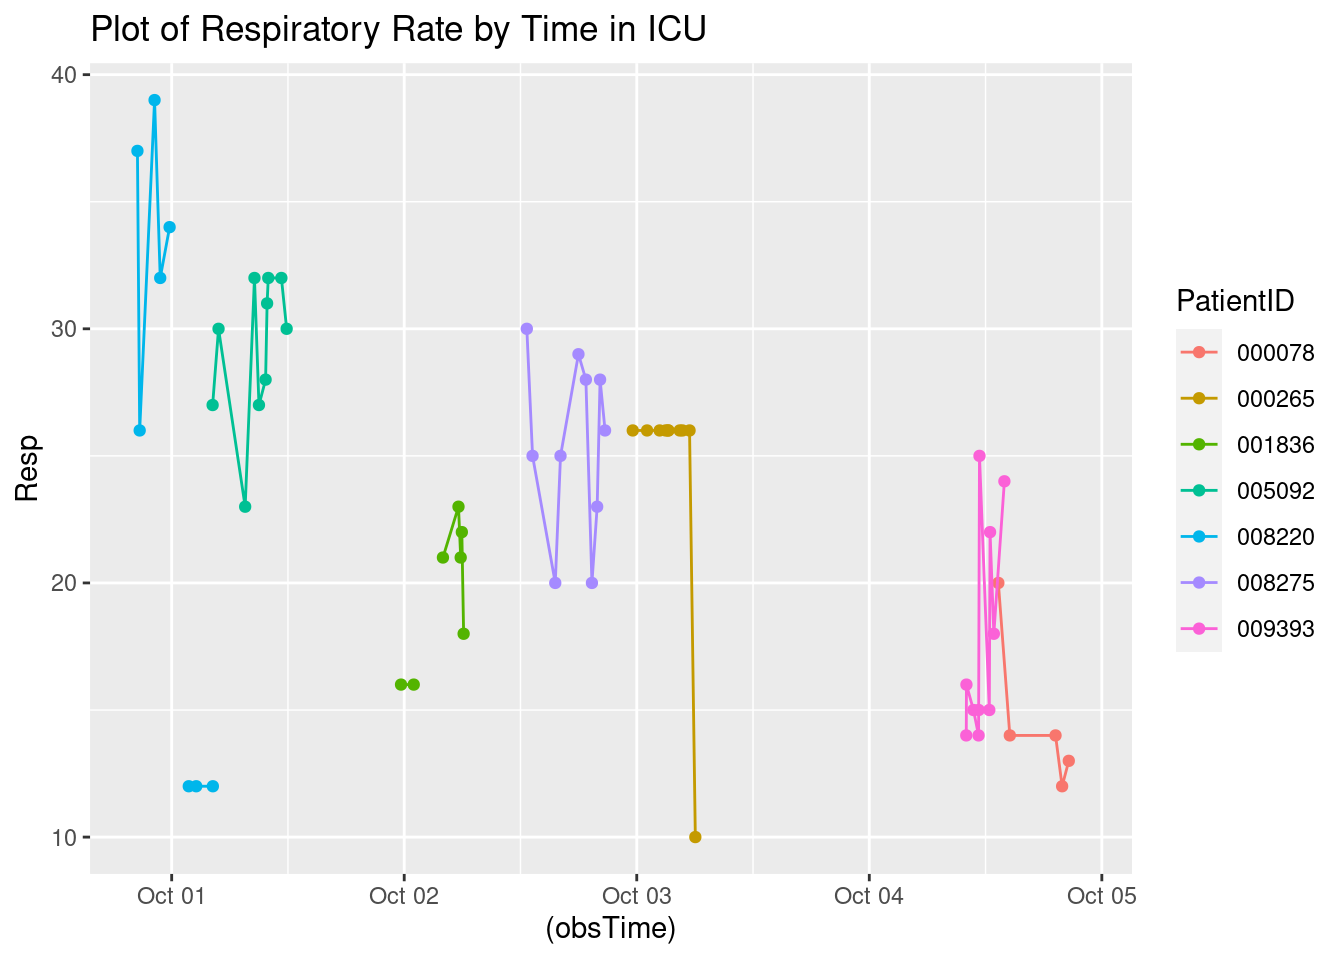 Plot of Respiratory Rate by Time in ICU
40
30
20
10
Resp
Oct 01
Oct 02
Oct 03
Oct 04
Oct 05
(obsTime)
PatientID
000078
000265
001836
005092
008220
008275
009393